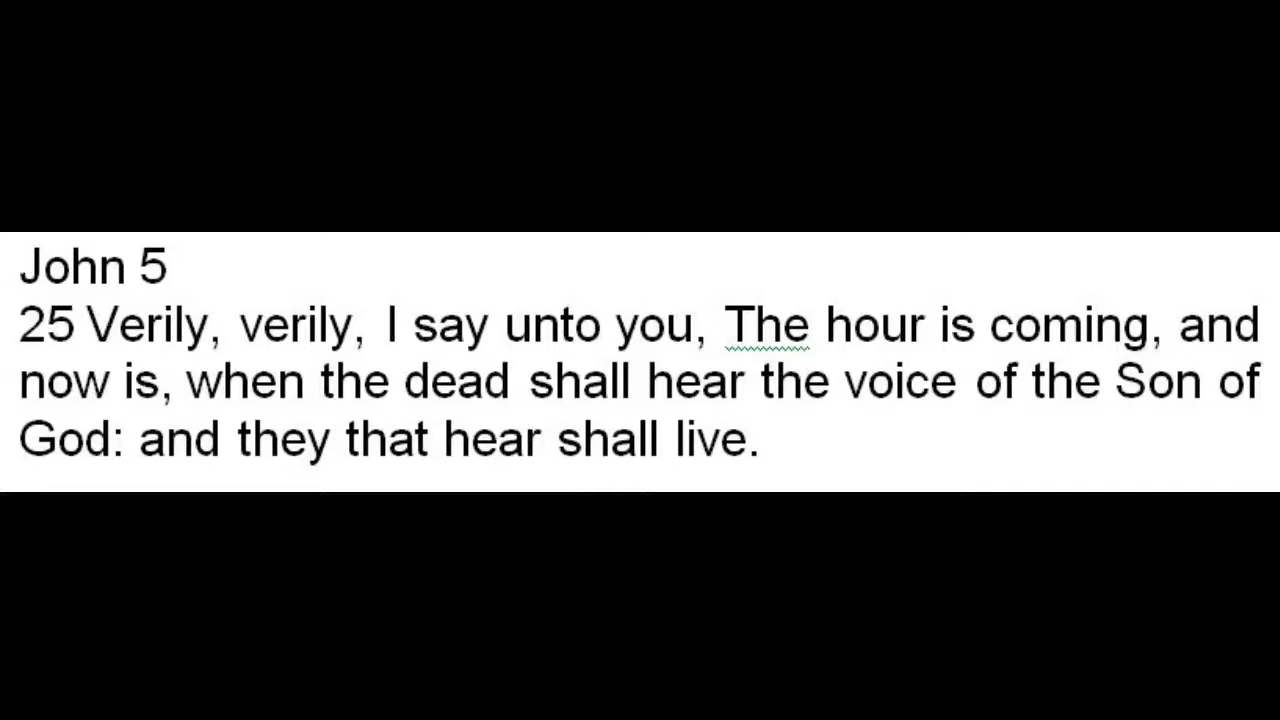 John 5
25 Verily, verily, I say unto you, The hour is coming, and
now is, when the dead shall hear the voice of the Son of
God: and they that hear shall live.